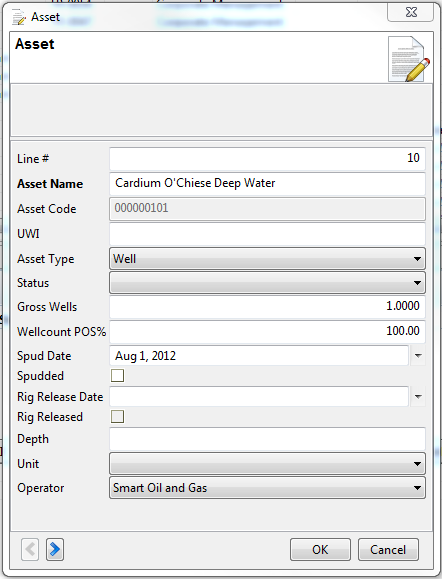 Asset
Asset
Line # 10
Asset Name Cardium O'Chiese Deep Water
Asset Code 000000101
UWI
Asset Type Well
Status
Gross Wells 1.0000
Wellcount POS% 100.00
Spud Date Aug 1, 2012
Spudded
Rig Release Date
Rig Released
Depth
Unit
Operator Smart Oil and Gas
OK Cancel